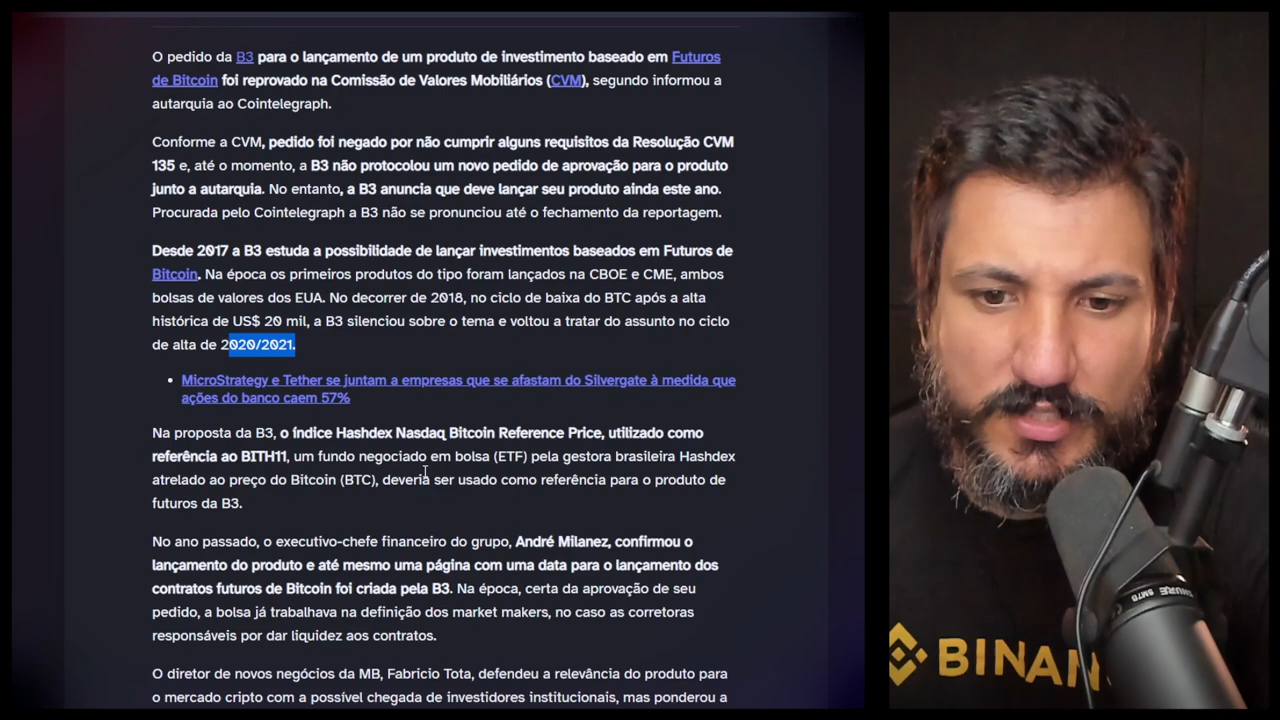 O pedido da B3 para o lançamento de um produto de investimento baseado em Futuros
de Bitcoin foi reprovado na Comissão de Valores Mobiliários (CVM), segundo informou a
autarquia ao Cointelegraph.
Conforme a CVM, pedido foi negado por não cumprir alguns requisitos da Resolução CVM
135 e, até o momento, a B3 não protocolou um novo pedido de aprovação para o produto
junto a autarquia. No entanto, a B3 anuncia que deve lançar seu produto ainda este ano.
Procurada pelo Cointelegraph a B3 não se pronunciou até o fechamento da reportagem.
Desde 2017 a B3 estuda a possibilidade de lançar investimentos baseados em Futuros de
Bitcoin. Na época os primeiros produtos do tipo foram lançados na CBOE e CME, ambos
bolsas de valores dos EUA. No decorrer de 2018, no ciclo de baixa do BTC após a alta
histórica de US$ 20 mil, a B3 silenciou sobre o tema e voltou a tratar do assunto no ciclo
de alta de 2020/2021.
• MicroStrategy e Tether se juntam a empresas que se afastam do Silvergate à medida que
ações do banco caem 57%
Na proposta da B3, o índice Hashdex Nasdaq Bitcoin Reference Price, utilizado como
referência ao BITH11, um fundo negociado em bolsa (ETF) pela gestora brasileira Hashdex
atrelado ao preço do Bitcoin (BTC), deveria ser usado como referência para o produto de
futuros da B3.
No ano passado, o executivo-chefe financeiro do grupo, André Milanez, confirmou o
lançamento do produto e até mesmo uma página com uma data para o lançamento dos
contratos futuros de Bitcoin foi criada pela B3. Na época, certa da aprovação de seu
pedido, a bolsa já trabalhava na definição dos market makers, no caso as corretoras
responsáveis por dar liquidez aos contratos.
O diretor de novos negócios da MB, Fabricio Tota, defendeu a relevância do produto para
o mercado cripto com a possível chegada de investidores institucionais, mas ponderou a
SHURE SM7B
BINAN